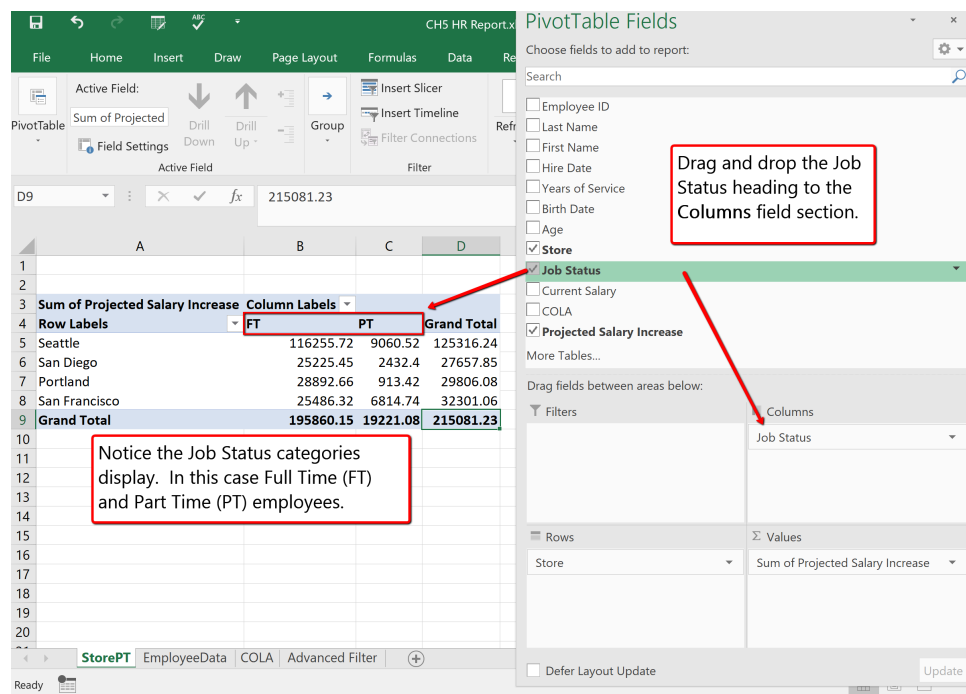 ABC
CH5 HR Report.x
File Home Insert Draw Page Layout Formulas Data Re
PivotTable
Active Field:
Sum of Projected
Field Settings
Drill Down
Drill Up
Active Field
Group
Insert Slicer
Insert Timeline
Filter Connections
Filter
Refr
D9 fx 215081.23
A B C D
1
2
3 Sum of Projected Salary Increase Column Labels
4 Row Labels FT PT Grand Total
5 Seattle 116255.72 9060.52 125316.24
6 San Diego 25225.45 2432.4 27657.85
7 Portland 28892.66 913.42 29806.08
8 San Francisco 25486.32 6814.74 32301.06
9 Grand Total 195860.15 19221.08 215081.23
10
11
12
13
14
15
16
17
18
19
20
Notice the Job Status categories
display. In this case Full Time (FT)
and Part Time (PT) employees.
StorePT EmployeeData COLA Advanced Filter
Ready
PivotTable Fields
Choose fields to add to report:
Search
Employee ID
Last Name
First Name
Hire Date
Years of Service
Birth Date
Age
Store
Job Status
Current Salary
COLA
Projected Salary Increase
More Tables...
Drag and drop the Job
Status heading to the
Columns field section.
Drag fields between areas below:
Filters
Columns
Job Status
Rows
Store
Σ Values
Sum of Projected Salary Increase
Defer Layout Update
Update